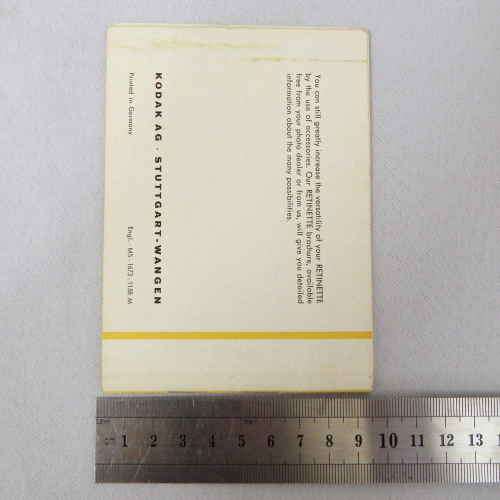 You can still greatly increase the versatility of your RETINETTE
by the use of accessories. Our RETINETTE brochure, available
free from your photo dealer or from us, will give you detailed
information about the many possibilities.
KODAK AG · STUTTGART-WANGEN
Printed in Germany
1 2 3 4 5 6 7 8 9 10 11 12 13